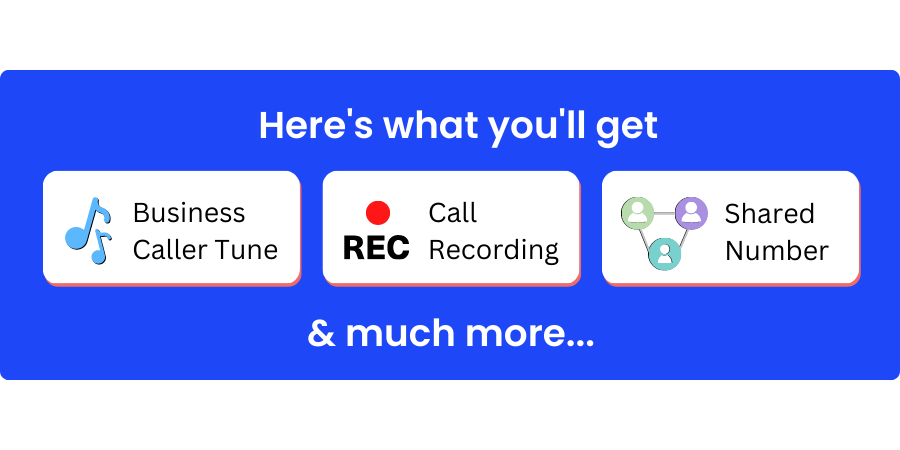 Here's what you'll get
Business
Caller Tune
REC
Call
Recording
Shared
Number
& much more...